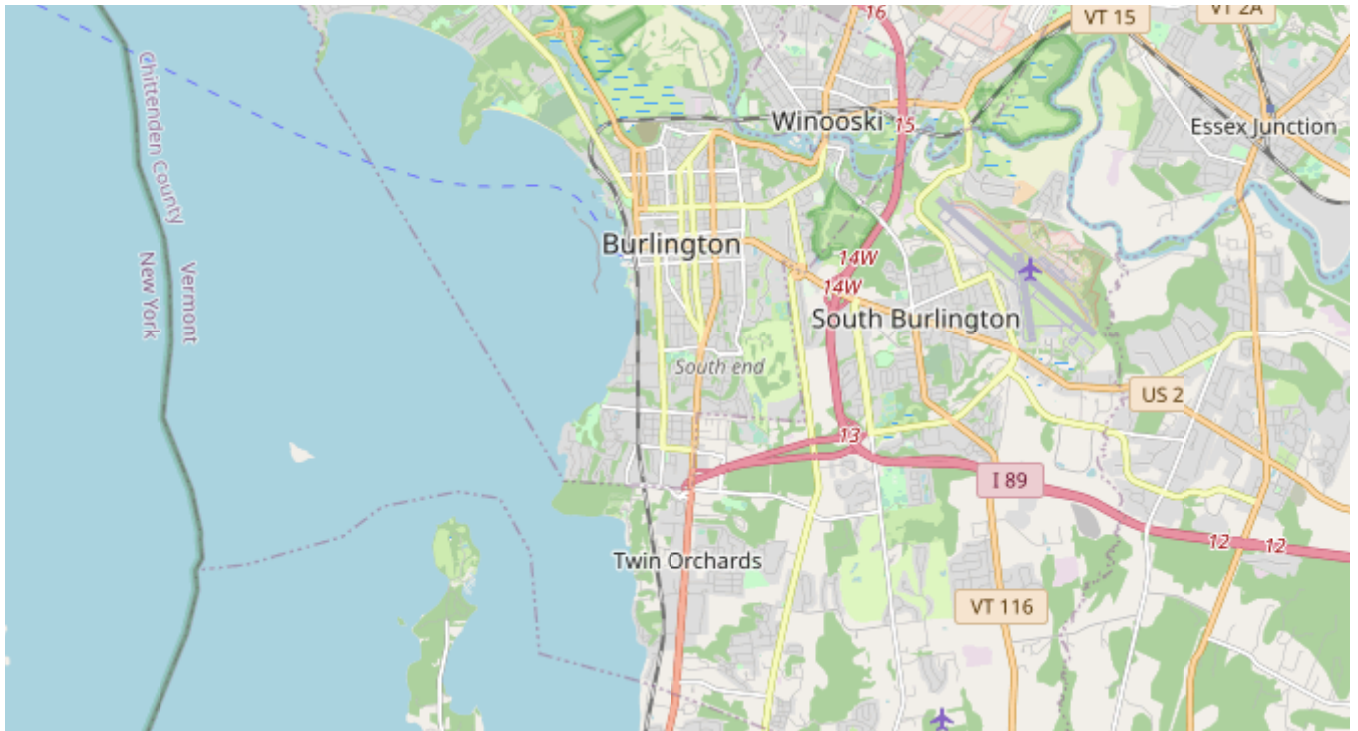 16
VT 15
VT 2A
Chittenden County
Winooski
15
Essex Junction
Burlington
14W
New York
Vermont
14W
South Burlington
South end
US 2
13
I 89
12
12
Twin Orchards
VT 116